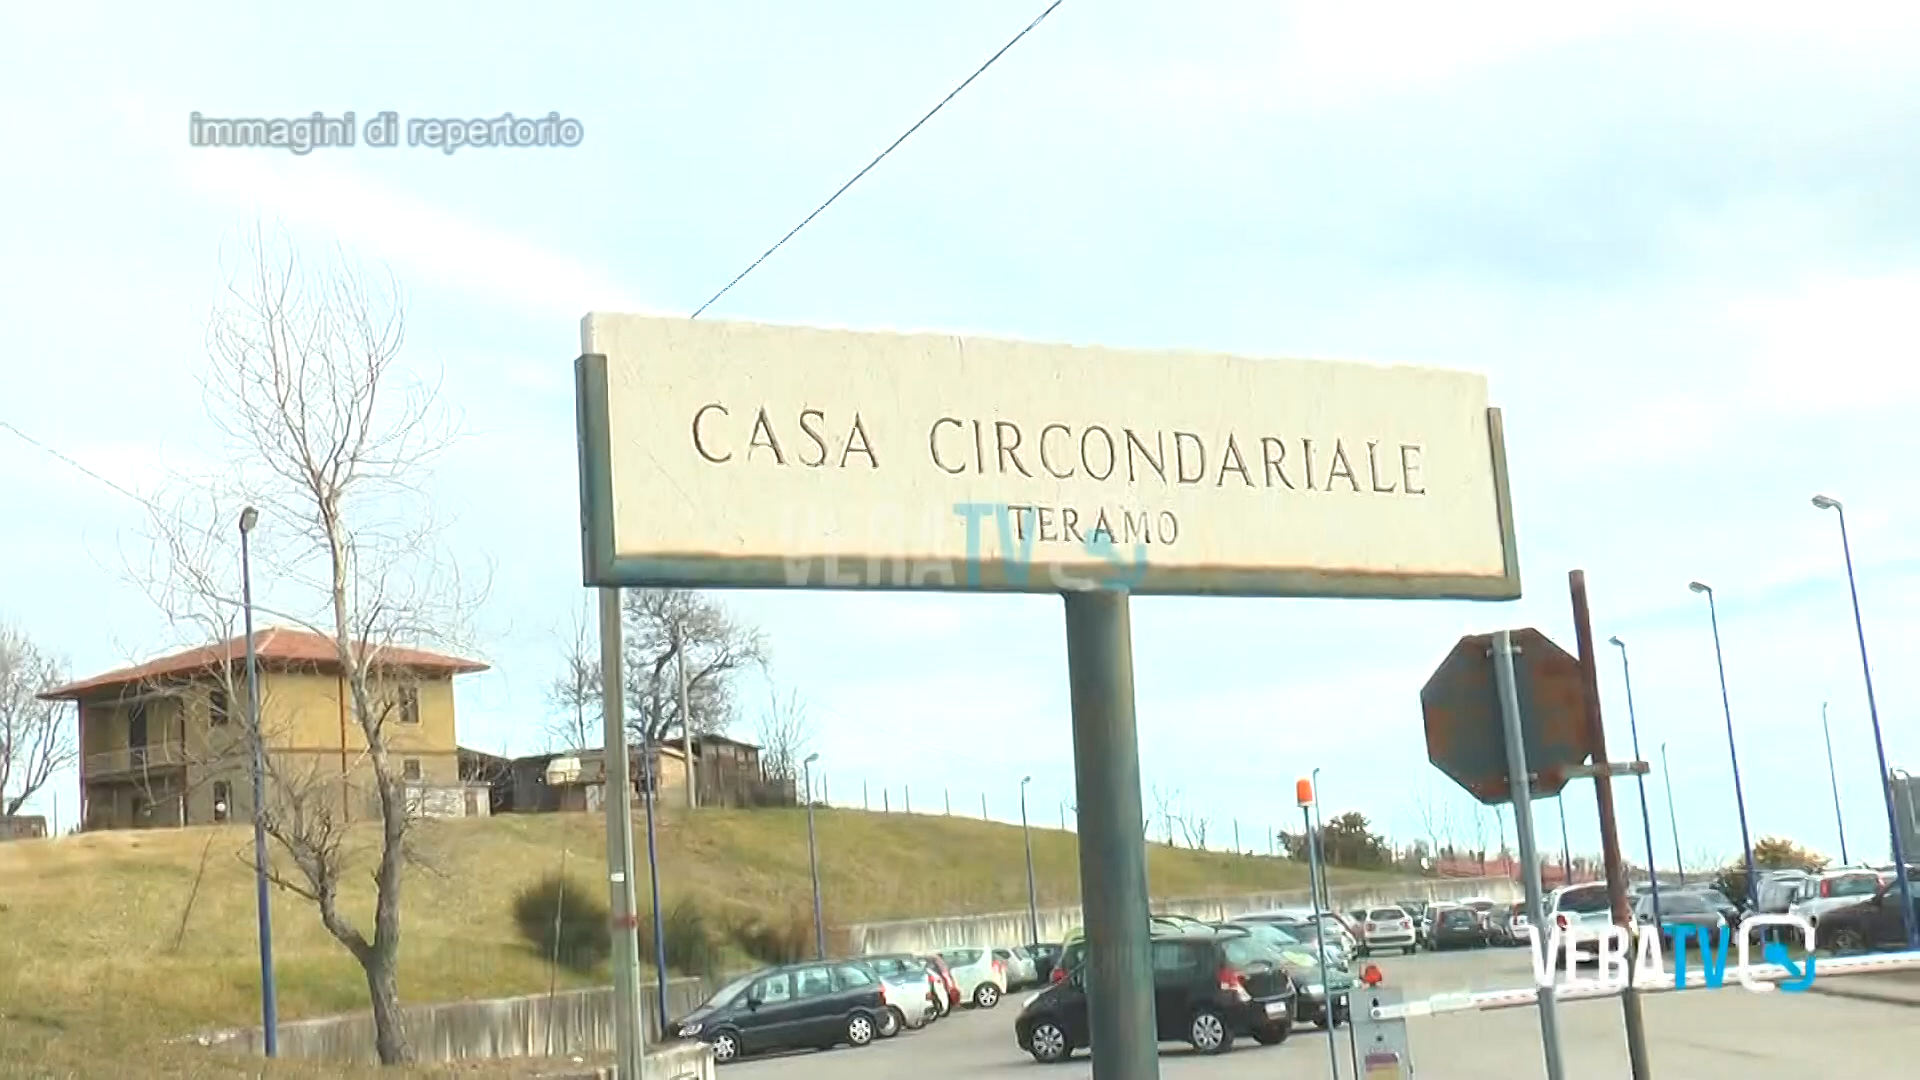 immagini di repertorio
CASA CIRCONDARIALE
TERAMO
VERATV
VERATV